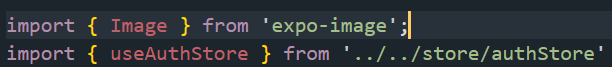 import { Image } from 'expo-image';
import { useAuthStore } from '../../store/authStore'